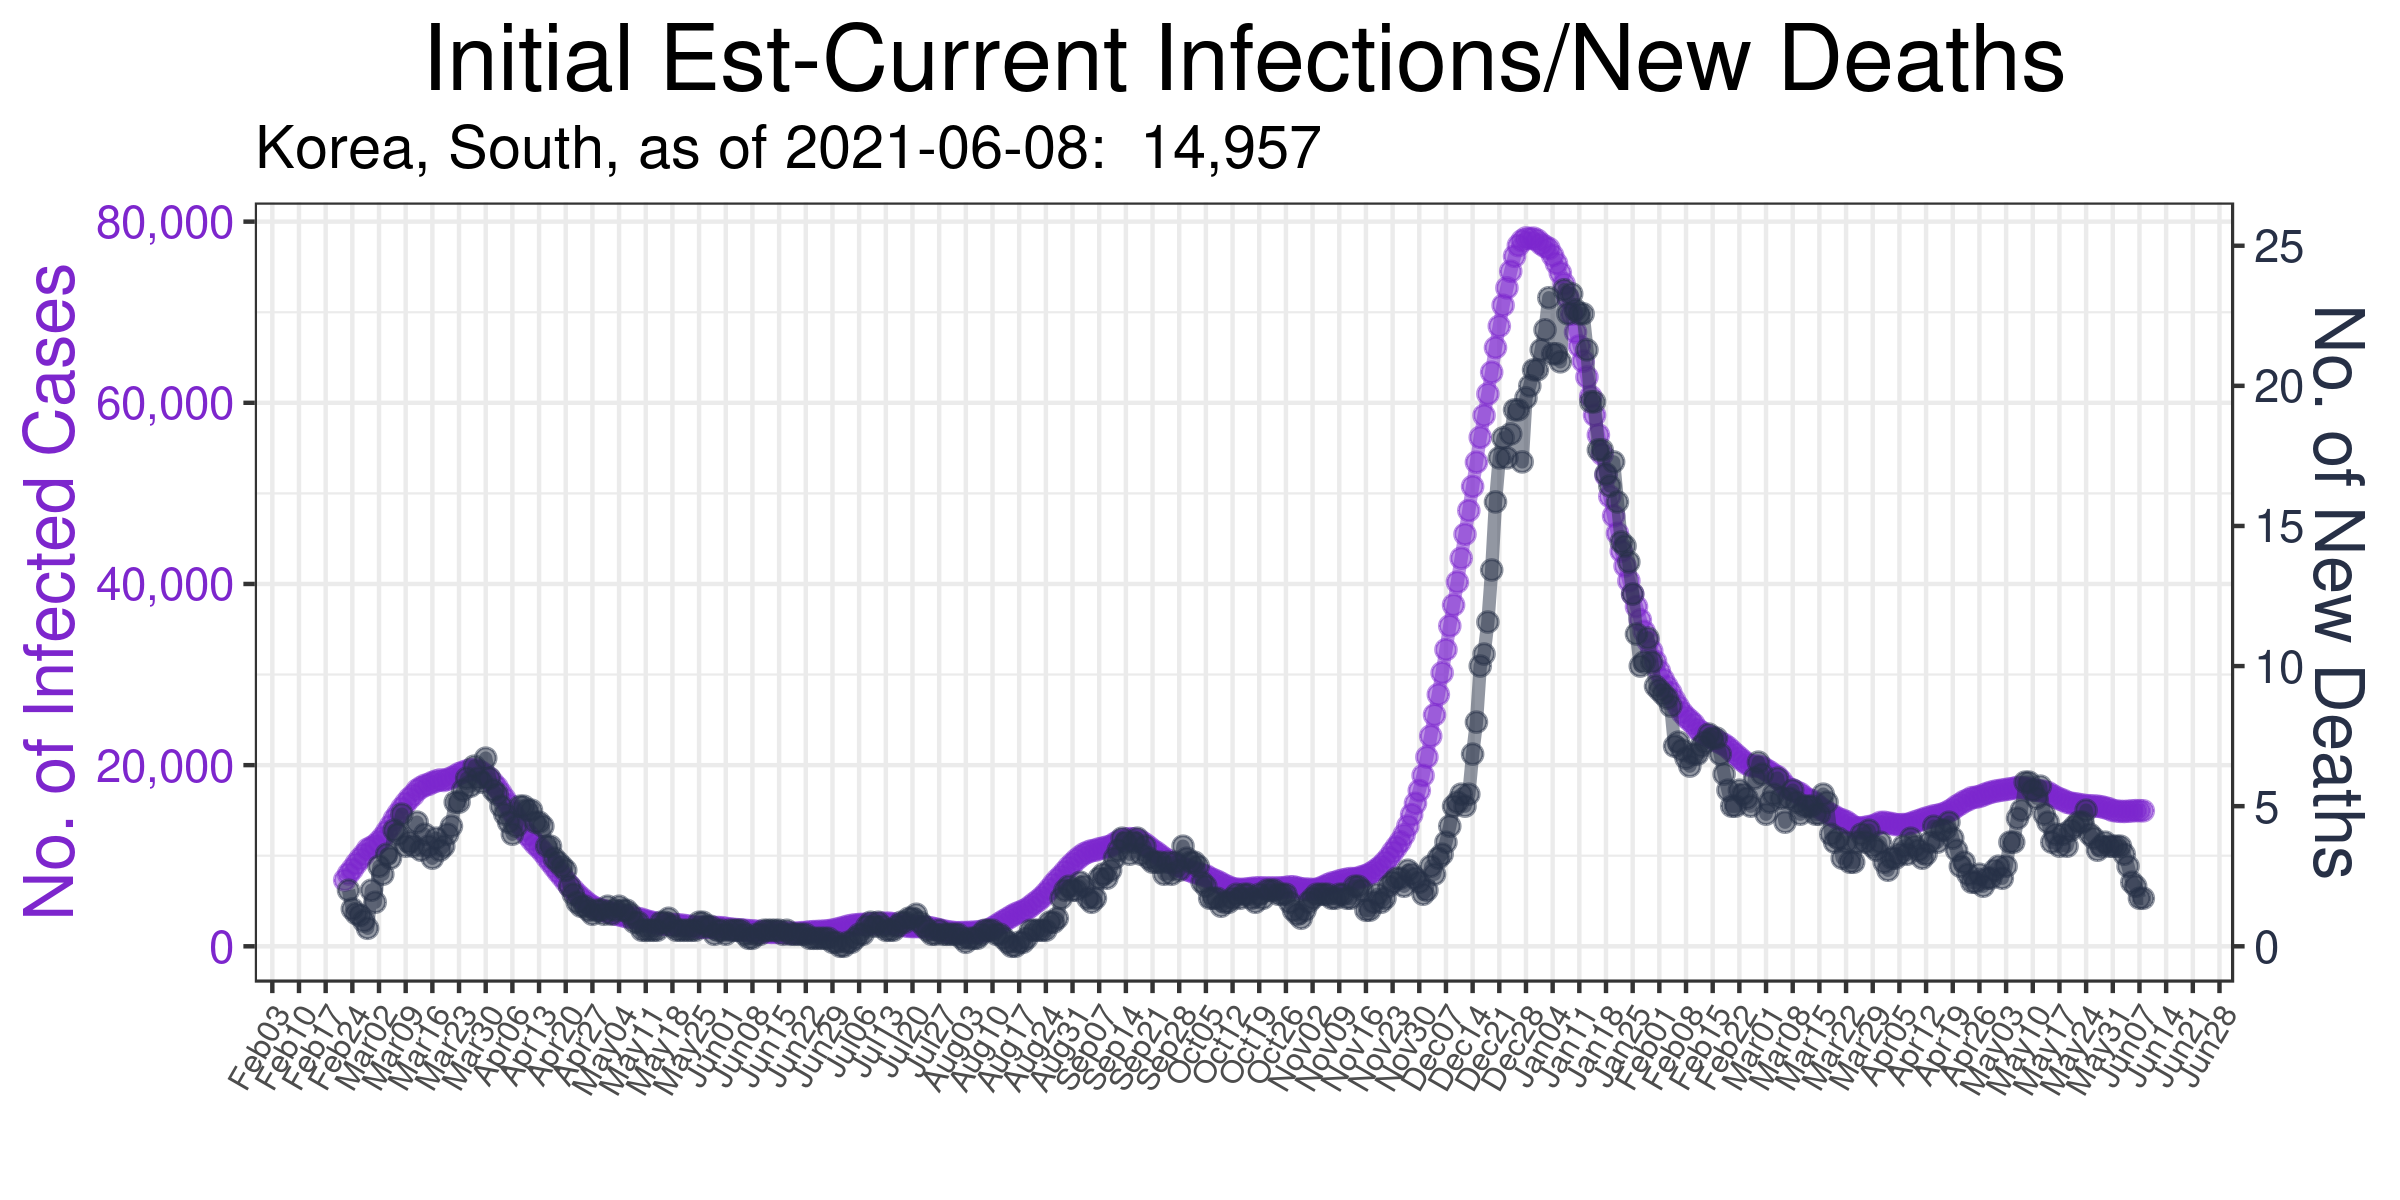 Initial Est-Current Infections/New Deaths
Korea, South, as of 2021-06-08:  14,957
No. of Infected Cases
80,000
60,000
40,000
20,000
0
25
20
15
10
5
0
No. of New Deaths
Feb03
Feb10
Feb17
Feb24
Mar02
Mar09
Mar16
Mar23
Mar30
Apr06
Apr13
Apr20
Apr27
May04
May11
May18
May25
Jun01
Jun08
Jun15
Jun22
Jun29
Jul06
Jul13
Jul20
Jul27
Aug03
Aug10
Aug17
Aug24
Aug31
Sep07
Sep14
Sep21
Sep28
Oct05
Oct12
Oct19
Oct26
Nov02
Nov09
Nov16
Nov23
Nov30
Dec07
Dec14
Dec21
Dec28
Jan04
Jan11
Jan18
Jan25
Feb01
Feb08
Feb15
Feb22
Mar01
Mar08
Mar15
Mar22
Mar29
Apr05
Apr12
Apr19
Apr26
May03
May10
May17
May24
May31
Jun07
Jun14
Jun21
Jun28